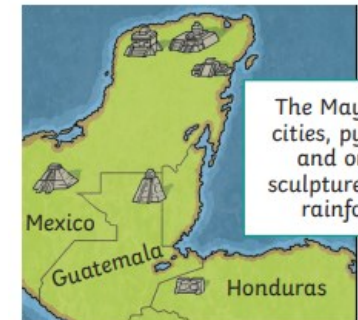 The May
cities, py
and o
sculpture
rainfo
Mexico
Guatemala
Honduras